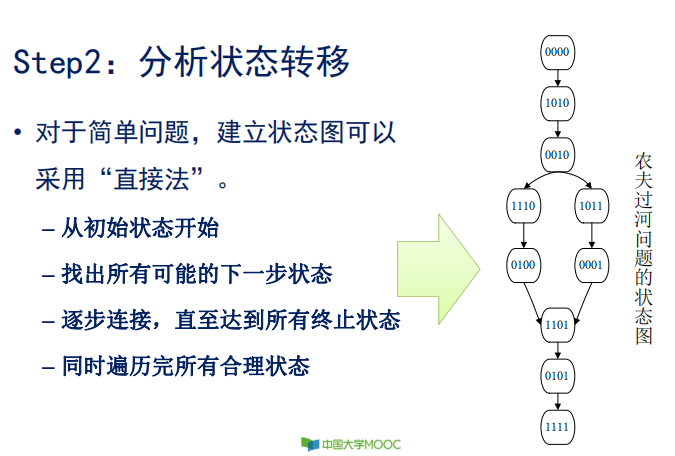 Step2：分析状态转移
• 对于简单问题，建立状态图可以
采用“直接法”。
– 从初始状态开始
– 找出所有可能的下一步状态
– 逐步连接，直至达到所有终止状态
– 同时遍历完所有合理状态
0000
1010
0010
1110
1011
0100
0001
1101
0101
1111
农夫过河问题的状态图
中国大学MOOC